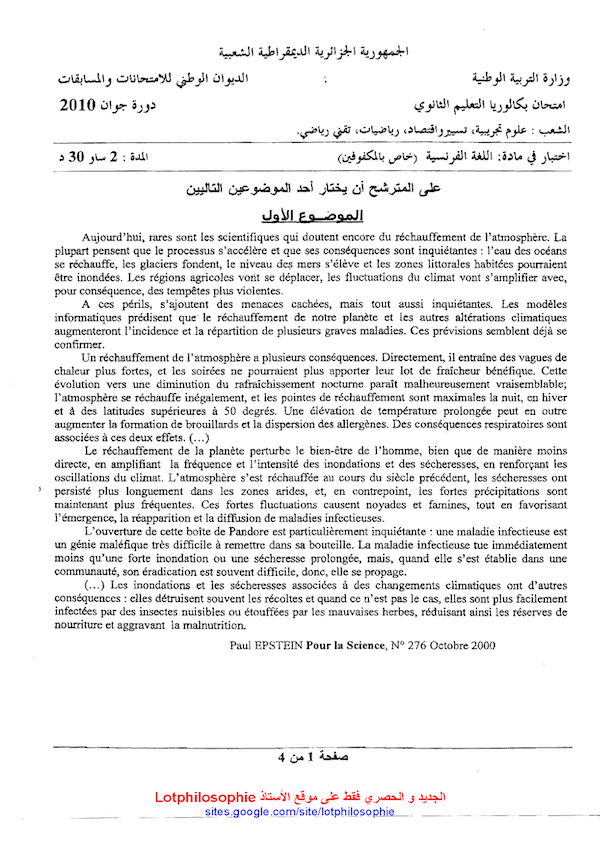 الجمهورية الجزائرية الديمقراطية الشعبية
وزارة التربية الوطنية : الديوان الوطني للامتحانات والمسابقات
امتحان بكالوريا التعليم الثانوي دورة جوان 2010
الشعب : علوم تجريبية، تسيير واقتصاد، رياضيات، تقني رياضي.
اختبار في مادة: اللغة الفرنسية (خاص بالمكفوفين) المدة : 2 سا و 30 د
على المترشح أن يختار أحد الموضوعين التاليين
الموضــوع الأول
Aujourd'hui, rares sont les scientifiques qui doutent encore du réchauffement de l'atmosphère. La
plupart pensent que le processus s'accélère et que ses conséquences sont inquiétantes : l'eau des océans
se réchauffe, les glaciers fondent, le niveau des mers s'élève et les zones littorales habitées pourraient
être inondées. Les régions agricoles vont se déplacer, les fluctuations du climat vont s'amplifier avec,
pour conséquence, des tempêtes plus violentes.
A ces périls, s'ajoutent des menaces cachées, mais tout aussi inquiétantes. Les modèles
informatiques prédisent que le réchauffement de notre planète et les autres altérations climatiques
augmenteront l'incidence et la répartition de plusieurs graves maladies. Ces prévisions semblent déjà se
confirmer.
Un réchauffement de l'atmosphère a plusieurs conséquences. Directement, il entraîne des vagues de
chaleur plus fortes, et les soirées ne pourraient plus apporter leur lot de fraîcheur bénéfique. Cette
évolution vers une diminution du rafraîchissement nocturne paraît malheureusement vraisemblable;
l'atmosphère se réchauffe inégalement, et les pointes de réchauffement sont maximales la nuit, en hiver
et à des latitudes supérieures à 50 degrés. Une élévation de température prolongée peut en outre
augmenter la formation de brouillards et la dispersion des allergènes. Des conséquences respiratoires sont
associées à ces deux effets. (…)
Le réchauffement de la planète perturbe le bien-être de l'homme, bien que de manière moins
directe, en amplifiant la fréquence et l'intensité des inondations et des sécheresses, en renforçant les
oscillations du climat. L'atmosphère s'est réchauffée au cours du siècle précédent, les sécheresses ont
persisté plus longuement dans les zones arides, et, en contrepoint, les fortes précipitations sont
maintenant plus fréquentes. Ces fortes fluctuations causent noyades et famines, tout en favorisant
l'émergence, la réapparition et la diffusion de maladies infectieuses.
L'ouverture de cette boîte de Pandore est particulièrement inquiétante : une maladie infectieuse est
un génie maléfique très difficile à remettre dans sa bouteille. La maladie infectieuse tue immédiatement
moins qu'une forte inondation ou une sécheresse prolongée, mais, quand elle s'est établie dans une
communauté, son éradication est souvent difficile, donc, elle se propage.
(…) Les inondations et les sécheresses associées à des changements climatiques ont d'autres
conséquences : elles détruisent souvent les récoltes et quand ce n'est pas le cas, elles sont plus facilement
infectées par des insectes nuisibles ou étouffées par les mauvaises herbes, réduisant ainsi les réserves de
nourriture et aggravant la malnutrition.
Paul EPSTEIN Pour la Science, N° 276 Octobre 2000
صفحة 1 من 4
الجديد و الحصري فقط على موقع الأستاذ Lotphilosophie
sites.google.com/site/lotphilosophie